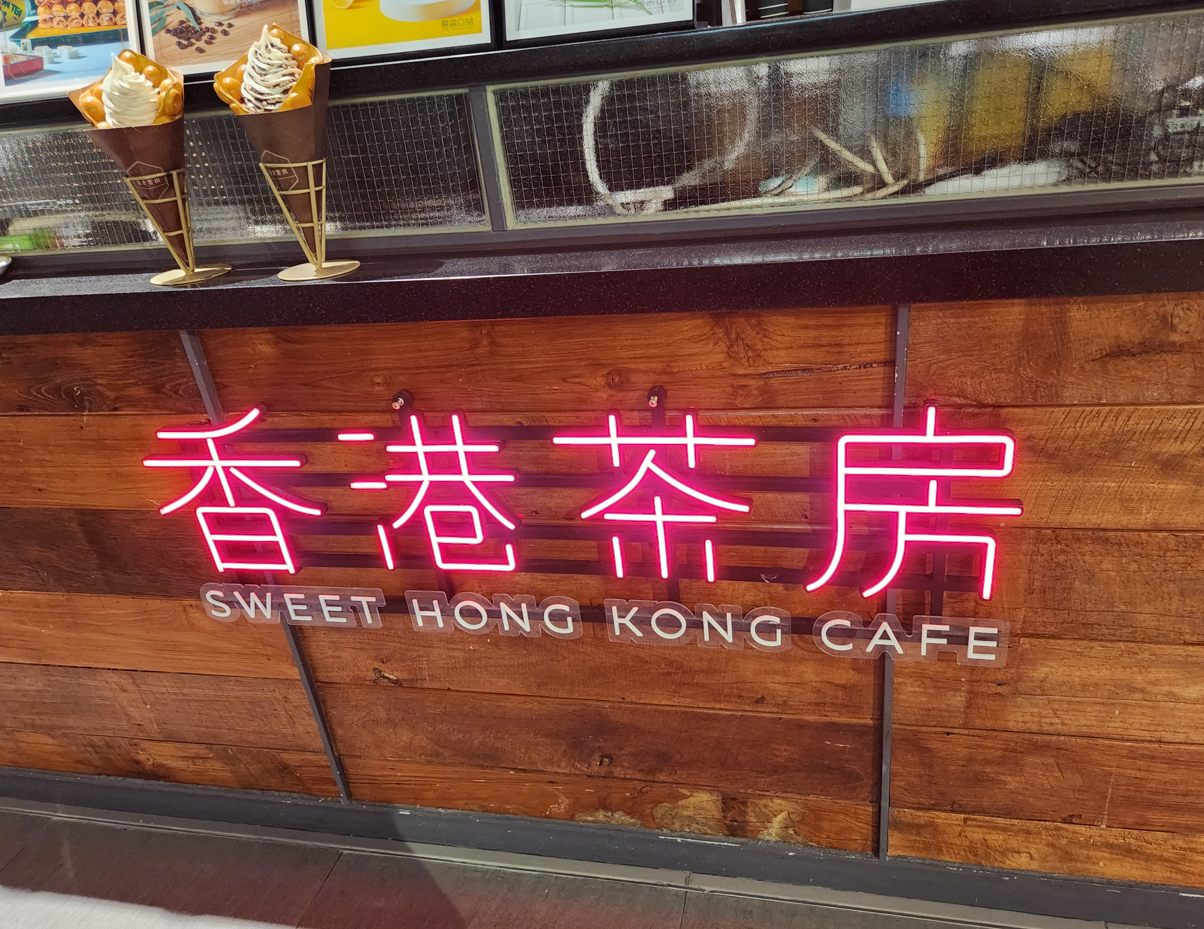 香港茶房
SWEET HONG KONG CAFE